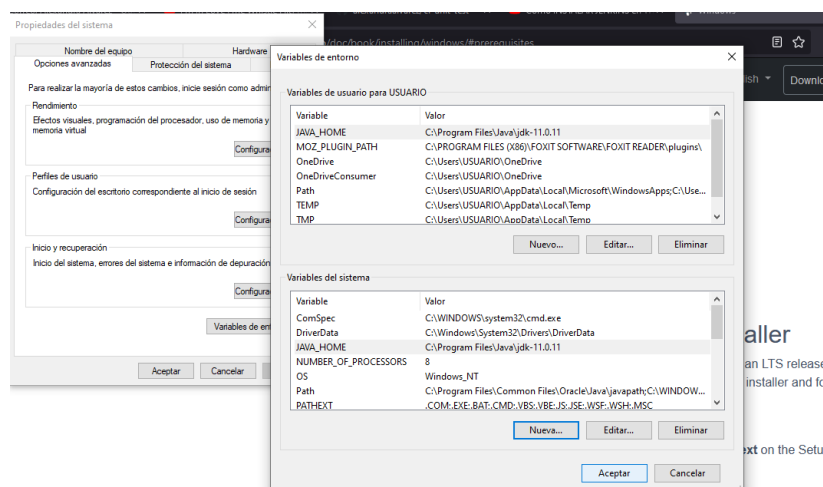 Propiedades del sistema
Nombre del equipo Hardware
Opciones avanzadas Protección del sistema
Para realizar la mayoría de estos cambios, inicie sesión como admin
Rendimiento
Efectos visuales, programación del procesador, uso de memoria y
memoria virtual
Configura
Perfiles de usuario
Configuración del escritorio correspondiente al inicio de sesión
Configura
Inicio y recuperación
Inicio del sistema, errores del sistema e información de depuración
Configura
Variables de ent
Aceptar Cancelar
/doc/book/installing/windows/#prerequisites
lish Downlo
Variables de entorno
Variables de usuario para USUARIO
Variable Valor
JAVA_HOME C:\Program Files\Java\jdk-11.0.11
MOZ_PLUGIN_PATH C:\PROGRAM FILES (X86)\FOXIT SOFTWARE\FOXIT READER\plugins\
OneDrive C:\Users\USUARIO\OneDrive
OneDriveConsumer C:\Users\USUARIO\OneDrive
Path C:\Users\USUARIO\AppData\Local\Microsoft\WindowsApps;C:\Use...
TEMP C:\Users\USUARIO\AppData\Local\Temp
TMP C:\Users\USUARIO\AppData\Local\Temp
Nuevo... Editar... Eliminar
Variables del sistema
Variable Valor
ComSpec C:\WINDOWS\system32\cmd.exe
DriverData C:\Windows\System32\Drivers\DriverData
JAVA_HOME C:\Program Files\Java\jdk-11.0.11
NUMBER_OF_PROCESSORS 8
OS Windows_NT
Path C:\Program Files\Common Files\Oracle\Java\javapath;C:\WINDOW...
PATHEXT .COM;.EXE;.BAT;.CMD;.VBS;.VBE;.JS;.JSE;.WSF;.WSH;.MSC
Nueva... Editar... Eliminar
Aceptar Cancelar
aller
an LTS release
installer and fo
ext on the Setu